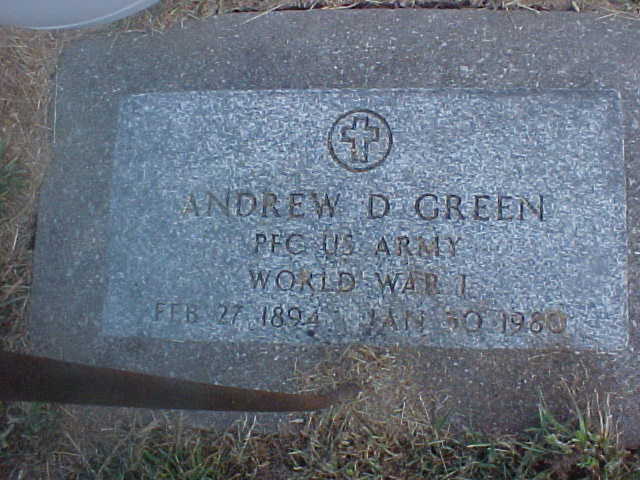 ANDREW D GREEN
PFC US ARMY
WORLD WAR I
FEB 27 1894 JAN 30 1980